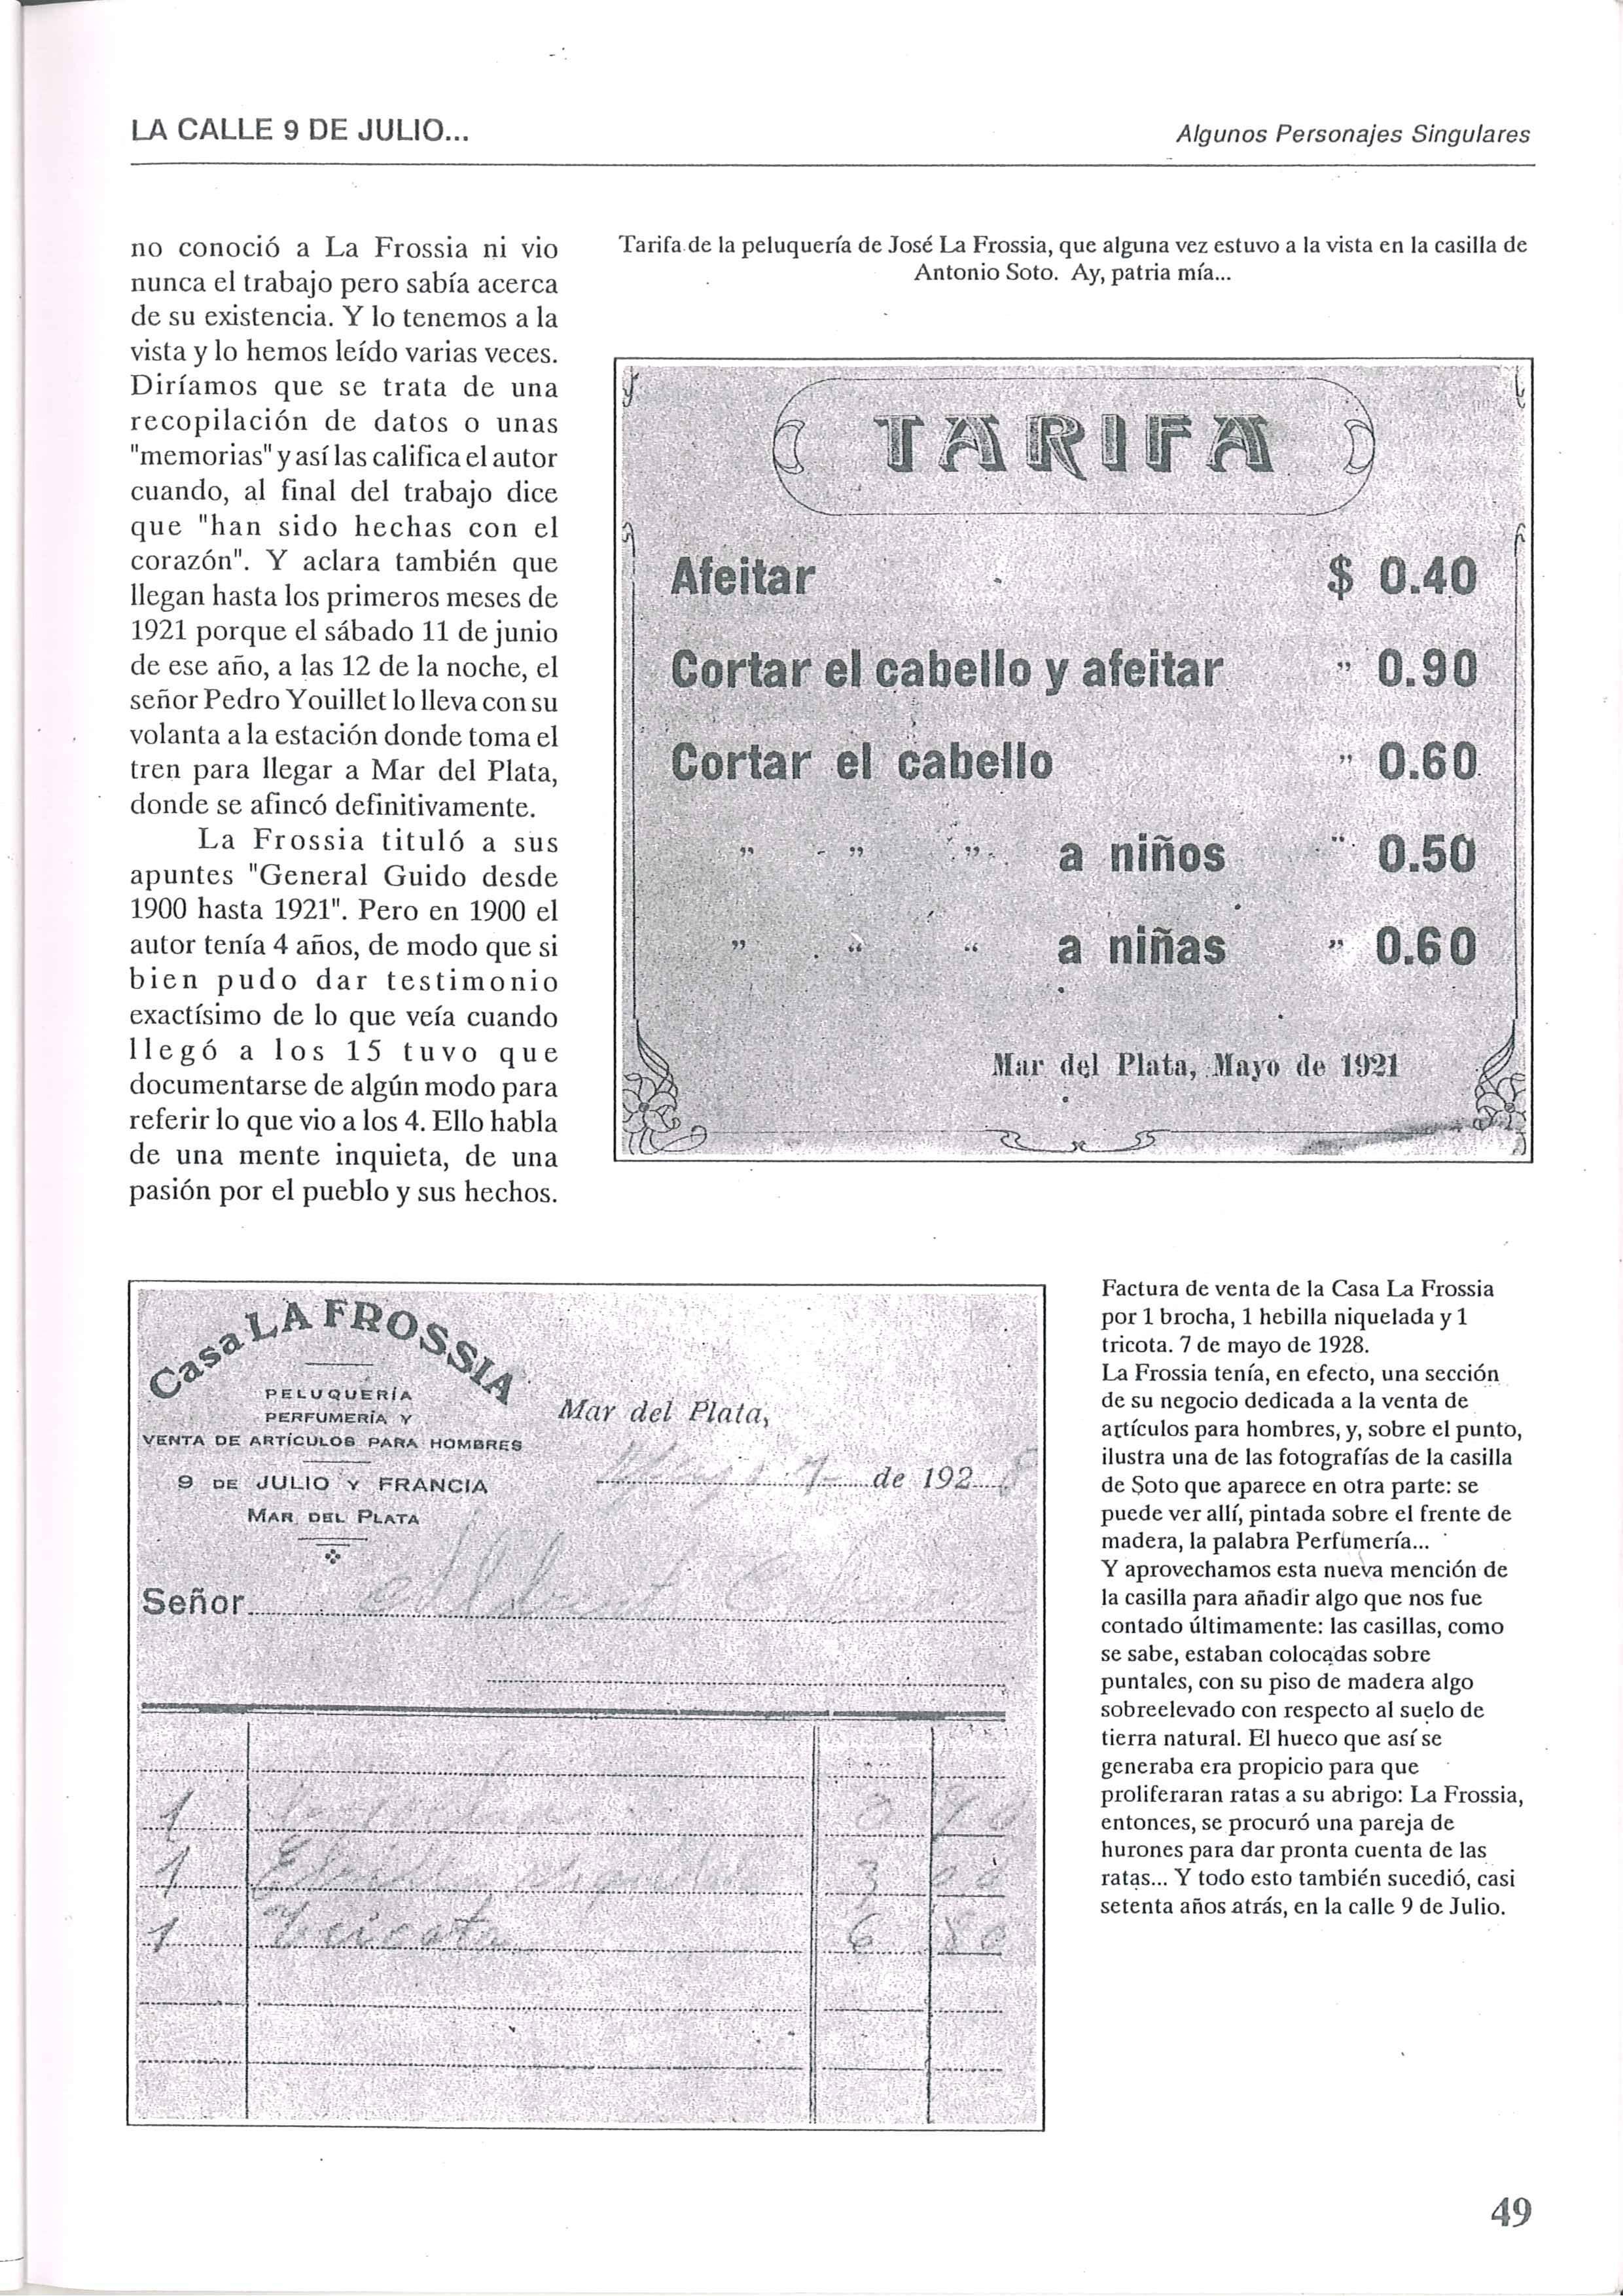 LA CALLE 9 DE JULIO...
Algunos Personajes Singulares
no conoció a La Frossia ni vio
nunca el trabajo pero sabía acerca
de su existencia. Y lo tenemos a la
vista y lo hemos leído varias veces.
Diríamos que se trata de una
recopilación de datos o unas
"memorias" y así las califica el autor
cuando, al final del trabajo dice
que "han sido hechas con el
corazón". Y aclara también que
llegan hasta los primeros meses de
1921 porque el sábado 11 de junio
de ese año, a las 12 de la noche, el
señor Pedro Youillet lo lleva con su
volanta a la estación donde toma el
tren para llegar a Mar del Plata,
donde se afincó definitivamente.
La Frossia tituló a sus
apuntes "General Guido desde
1900 hasta 1921". Pero en 1900 el
autor tenía 4 años, de modo que si
bien pudo dar testimonio
exactísimo de lo que veía cuando
llegó a los 15 tuvo que
documentarse de algún modo para
referir lo que vio a los 4. Ello habla
de una mente inquieta, de una
pasión por el pueblo y sus hechos.
Tarifa de la peluquería de José La Frossia, que alguna vez estuvo a la vista en la casilla de
Antonio Soto. Ay, patria mía...
TARIFA
Afeitar $ 0.40
Cortar el cabello y afeitar " 0.90
Cortar el cabello " 0.60
" " " a niños " 0.50
" " " a niñas " 0.60
Mar del Plata, Mayo de 1921
Casa LA FROSSIA
PELUQUERÍA
PERFUMERÍA Y
VENTA DE ARTÍCULOS PARA HOMBRES
9 DE JULIO Y FRANCIA
MAR DEL PLATA
Mar del Plata,
Mayo 7 de 1928
Señor
1 0 90
1 3
1 Tricota 6 80
Factura de venta de la Casa La Frossia
por 1 brocha, 1 hebilla niquelada y 1
tricota. 7 de mayo de 1928.
La Frossia tenía, en efecto, una sección
de su negocio dedicada a la venta de
artículos para hombres, y, sobre el punto,
ilustra una de las fotografías de la casilla
de Soto que aparece en otra parte: se
puede ver allí, pintada sobre el frente de
madera, la palabra Perfumería...
Y aprovechamos esta nueva mención de
la casilla para añadir algo que nos fue
contado últimamente: las casillas, como
se sabe, estaban colocadas sobre
puntales, con su piso de madera algo
sobreelevado con respecto al suelo de
tierra natural. El hueco que así se
generaba era propicio para que
proliferaran ratas a su abrigo: La Frossia,
entonces, se procuró una pareja de
hurones para dar pronta cuenta de las
ratas... Y todo esto también sucedió, casi
setenta años atrás, en la calle 9 de Julio.
49